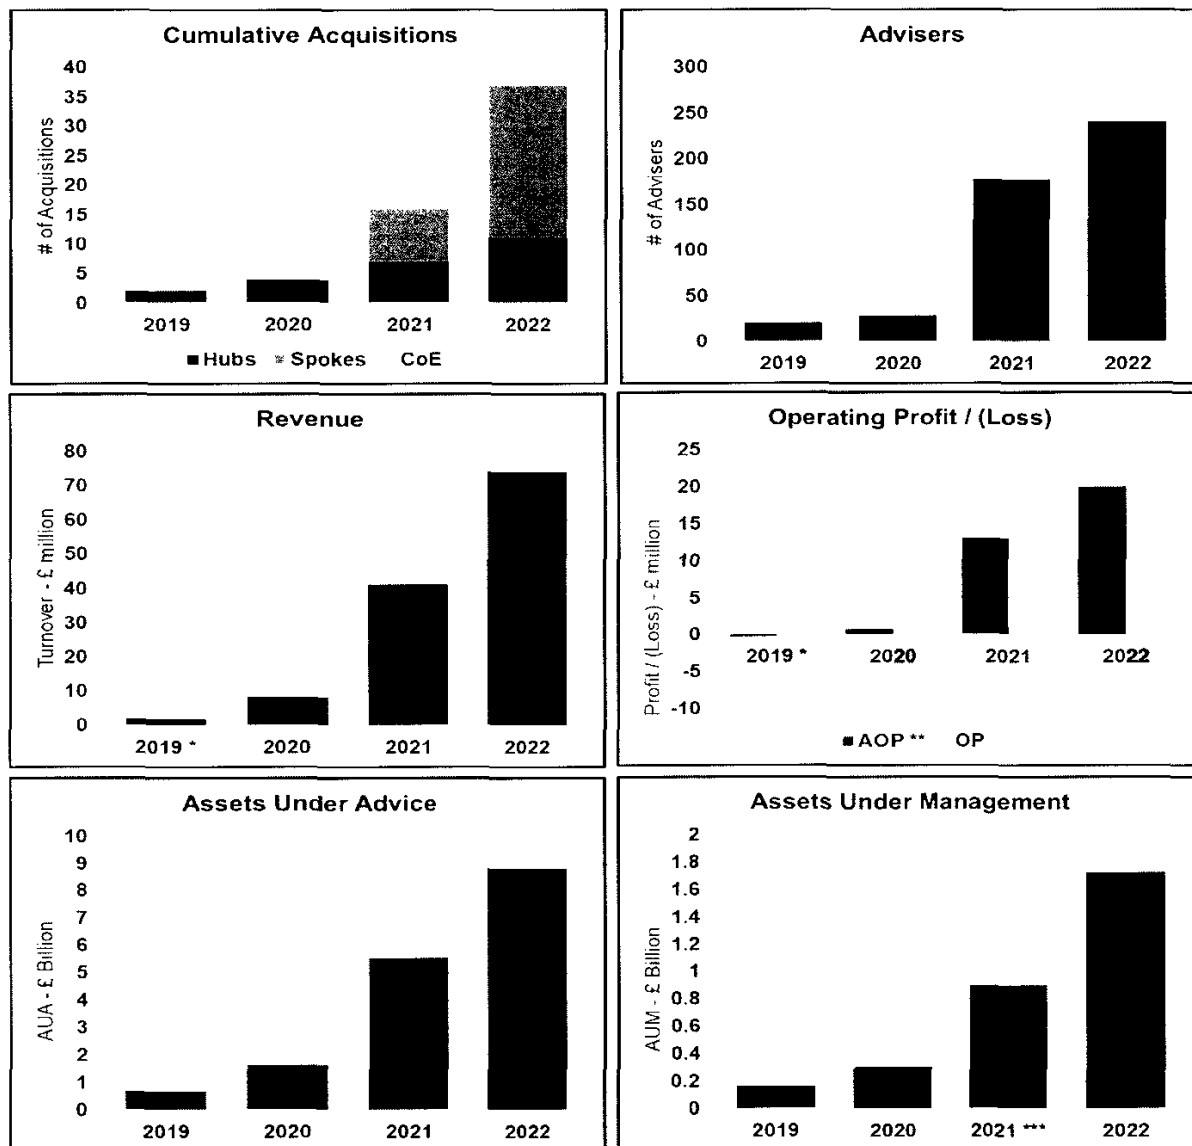 Cumulative Acquisitions
# of Acquisitions
40
35
30
25
20
15
10
5
0
2019 2020 2021 2022
Hubs Spokes CoE
Advisers
# of Advisers
300
250
200
150
100
50
0
2019 2020 2021 2022
Revenue
Turnover - £ million
80
70
60
50
40
30
20
10
0
2019 * 2020 2021 2022
Operating Profit / (Loss)
Profit / (Loss) - £ million
25
20
15
10
5
0
-5
-10
2019 * 2020 2021 2022
AOP ** OP
Assets Under Advice
AUA - £ Billion
10
9
8
7
6
5
4
3
2
1
0
2019 2020 2021 2022
Assets Under Management
AUM - £ Billion
2
1.8
1.6
1.4
1.2
1
0.8
0.6
0.4
0.2
0
2019 2020 2021 *** 2022